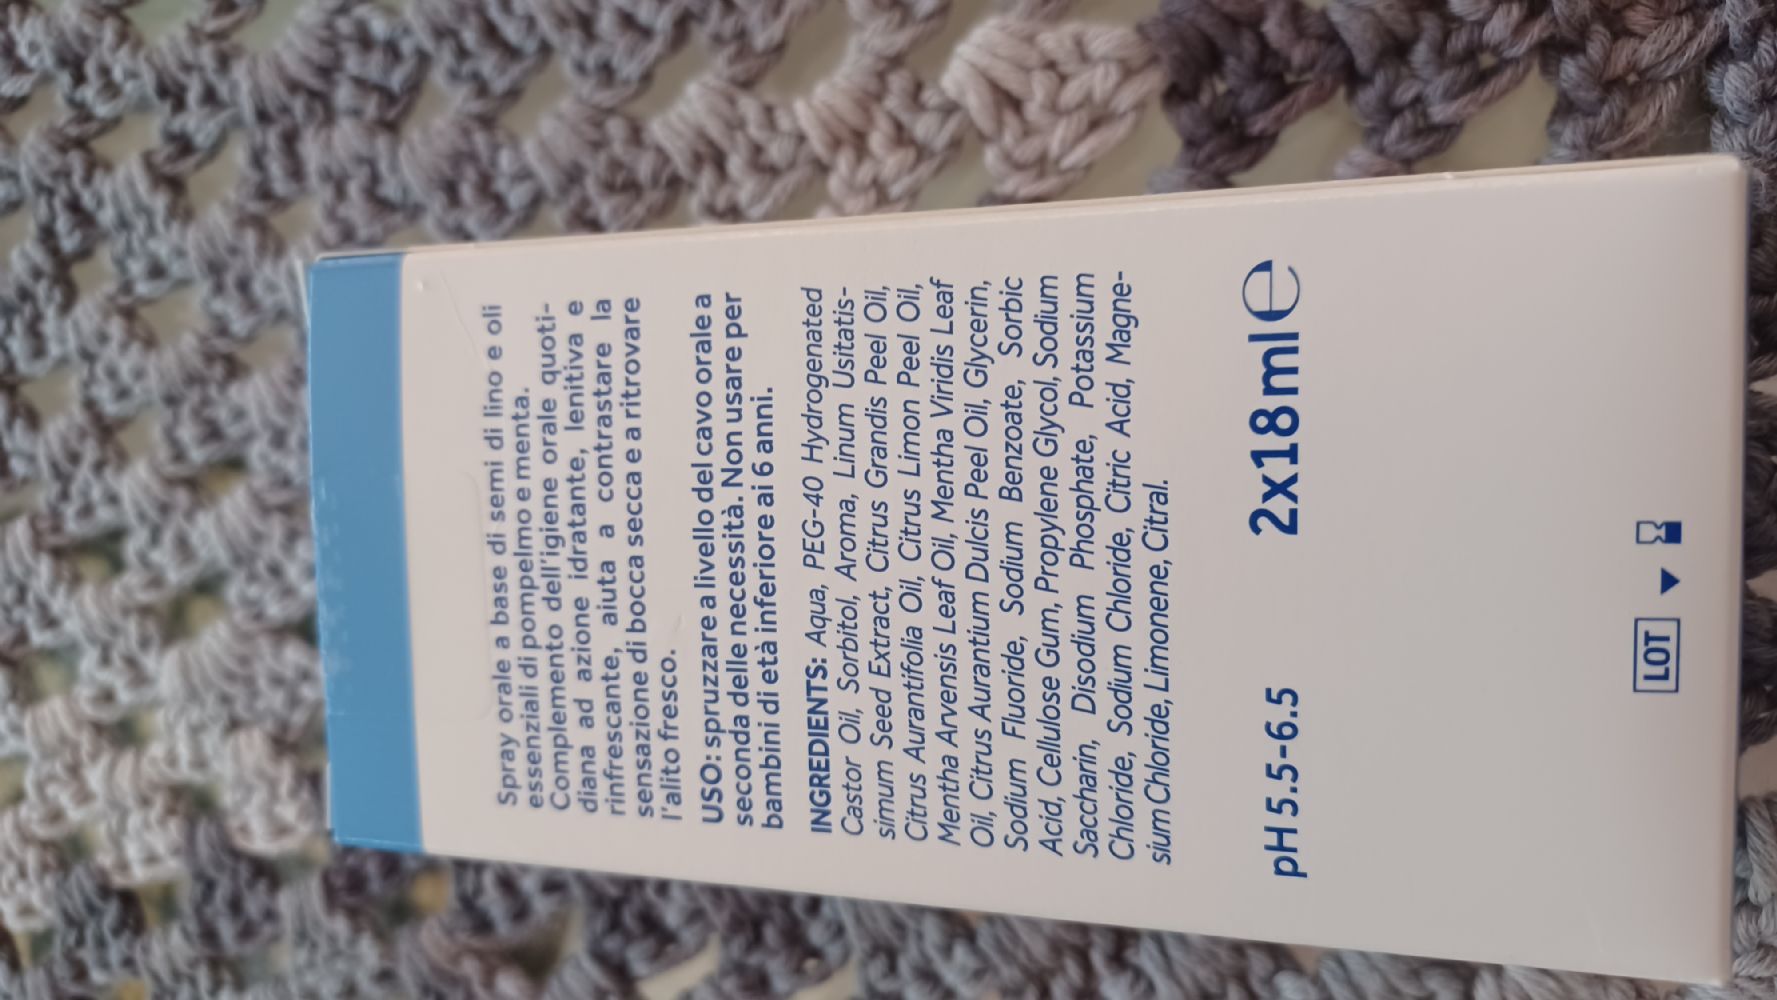 Spray orale a base di semi di lino e oli
essenziali di pompelmo e menta.
Complemento dell'igiene orale quoti-
diana ad azione idratante, lenitiva e
rinfrescante, aiuta a contrastare la
sensazione di bocca secca e a ritrovare
l'alito fresco.
USO: spruzzare a livello del cavo orale a
seconda delle necessità. Non usare per
bambini di età inferiore ai 6 anni.
INGREDIENTS: Aqua, PEG-40 Hydrogenated
Castor Oil, Sorbitol, Aroma, Linum Usitatis-
simum Seed Extract, Citrus Grandis Peel Oil,
Citrus Aurantifolia Oil, Citrus Limon Peel Oil,
Mentha Arvensis Leaf Oil, Mentha Viridis Leaf
Oil, Citrus Aurantium Dulcis Peel Oil, Glycerin,
Sodium Fluoride, Sodium Benzoate, Sorbic
Acid, Cellulose Gum, Propylene Glycol, Sodium
Saccharin, Disodium Phosphate, Potassium
Chloride, Sodium Chloride, Citric Acid, Magne-
sium Chloride, Limonene, Citral.
pH 5.5-6.5 2x18ml e
LOT